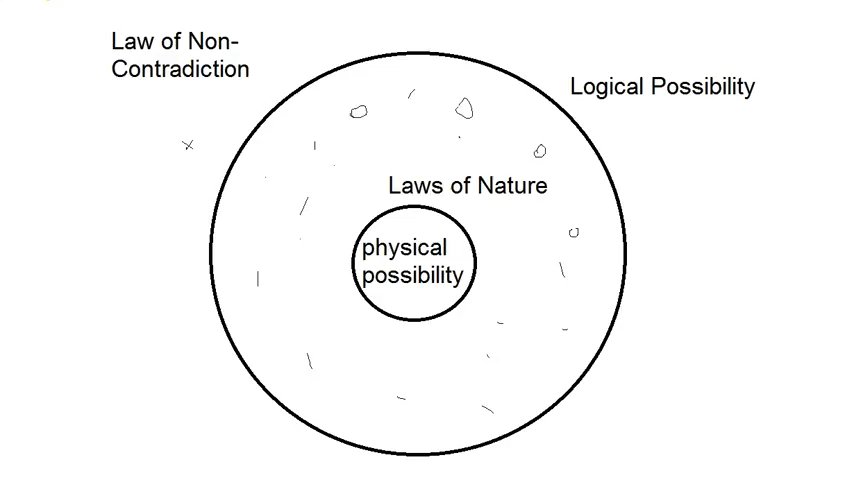 Law of Non-
Contradiction
Logical Possibility
Laws of Nature
physical
possibility